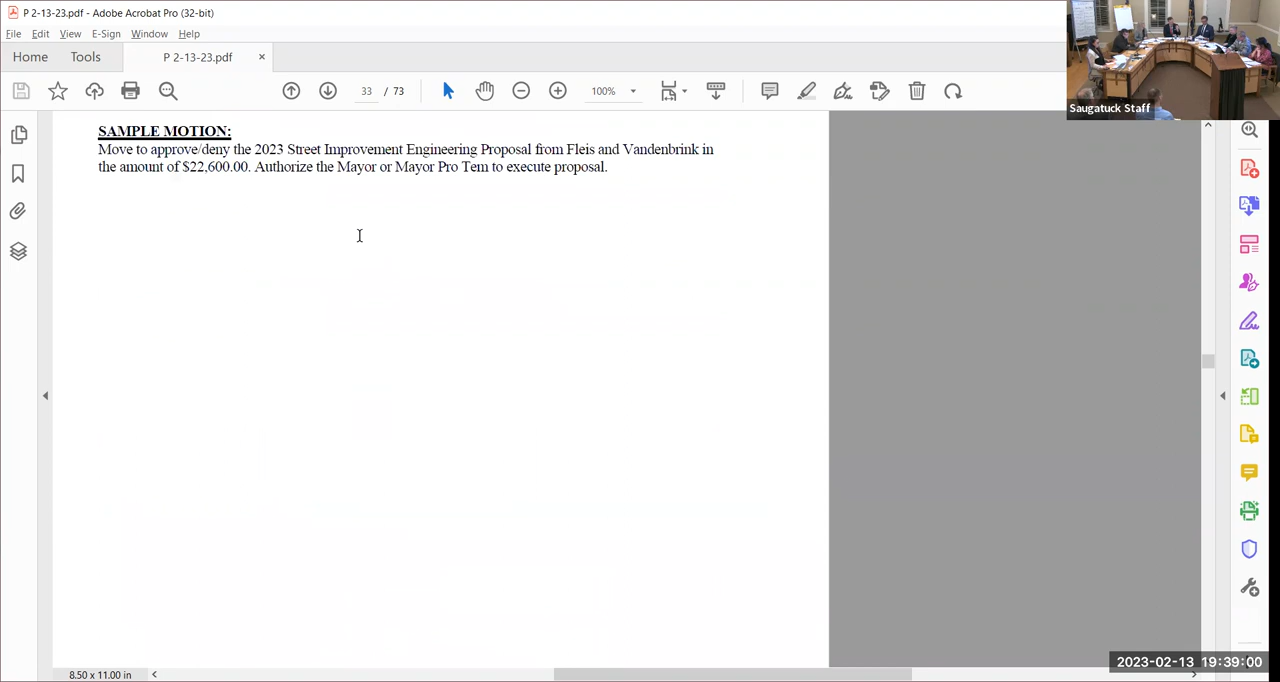 P 2-13-23.pdf - Adobe Acrobat Pro (32-bit)
File Edit View E-Sign Window Help
Home Tools P 2-13-23.pdf ×
33 / 73 100%
SAMPLE MOTION:
Move to approve/deny the 2023 Street Improvement Engineering Proposal from Fleis and Vandenbrink in
the amount of $22,600.00. Authorize the Mayor or Mayor Pro Tem to execute proposal.
Saugatuck Staff
8.50 x 11.00 in
2023-02-13 19:39:00